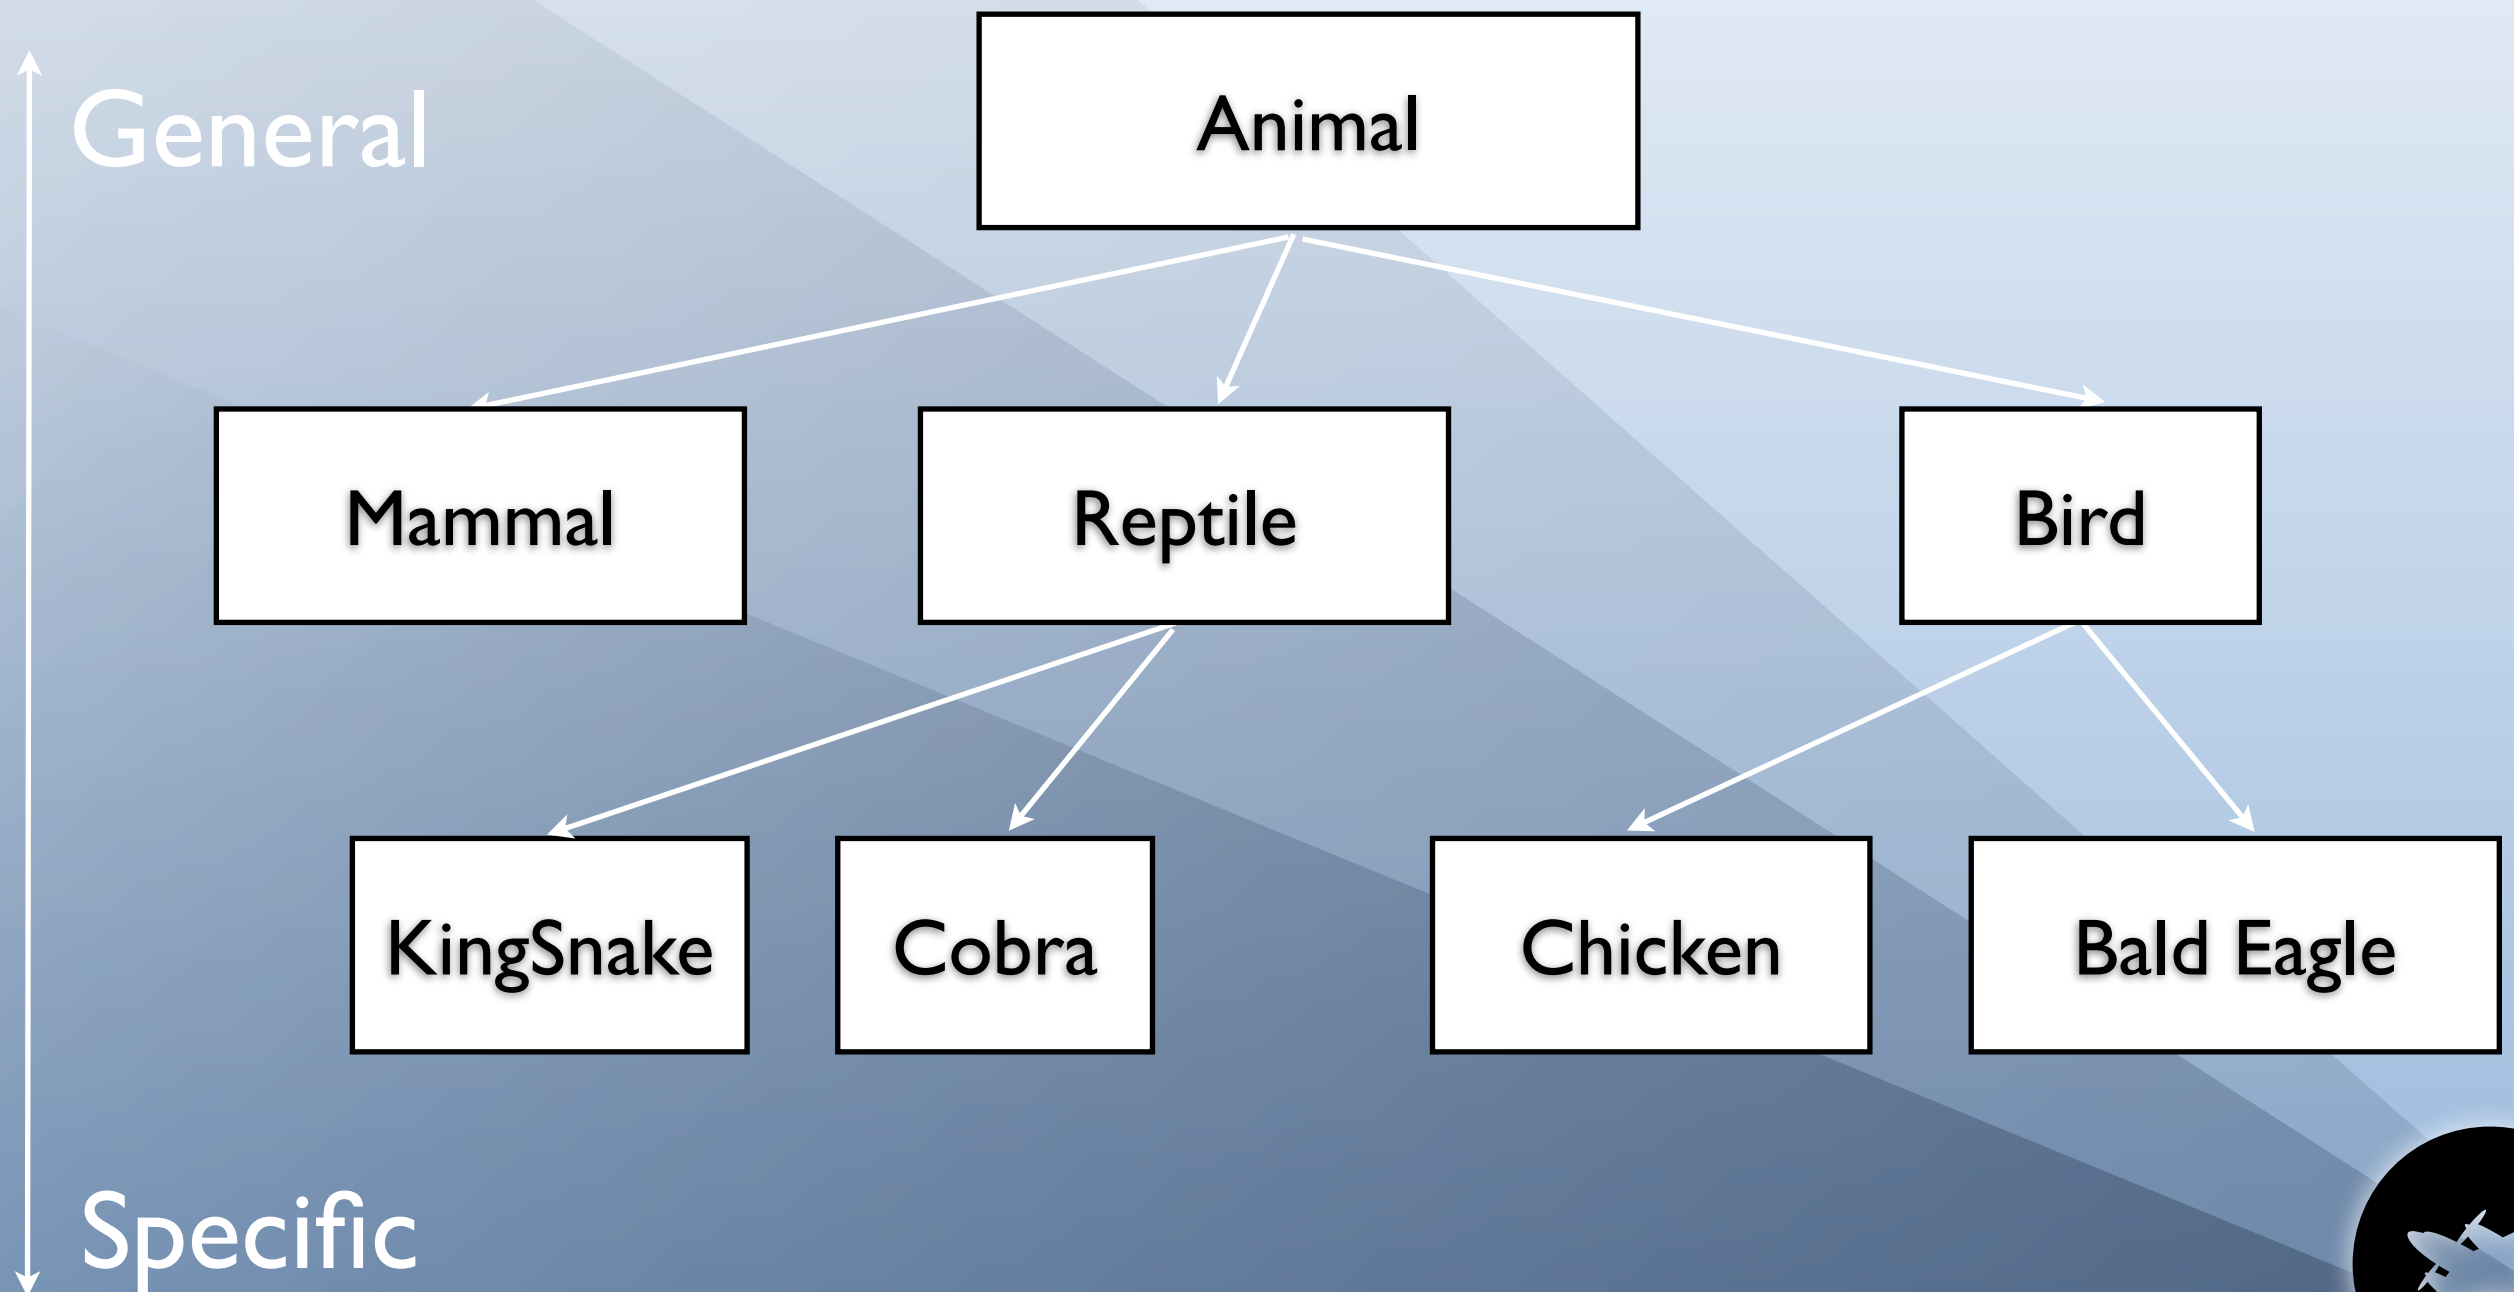 General
Animal
Mammal
Reptile
Bird
KingSnake
Cobra
Chicken
Bald Eagle
Specific